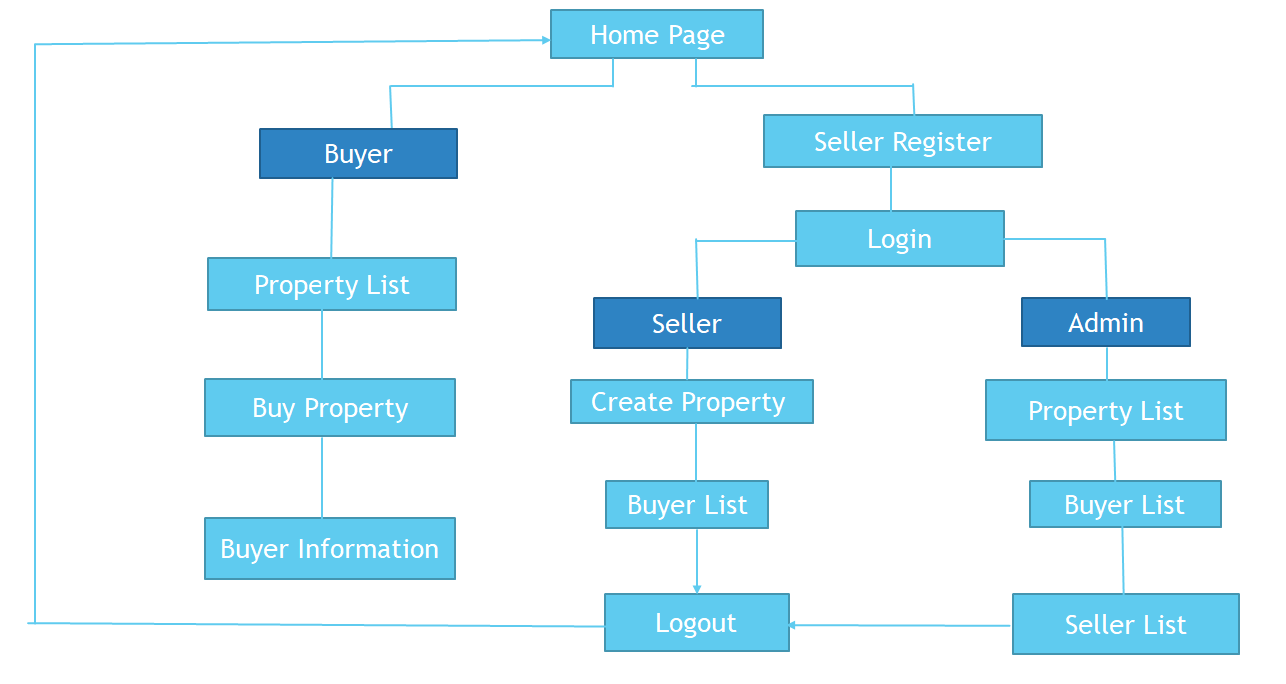 Home Page
Buyer
Seller Register
Login
Property List
Seller
Admin
Buy Property
Create Property
Property List
Buyer List
Buyer List
Buyer Information
Logout
Seller List